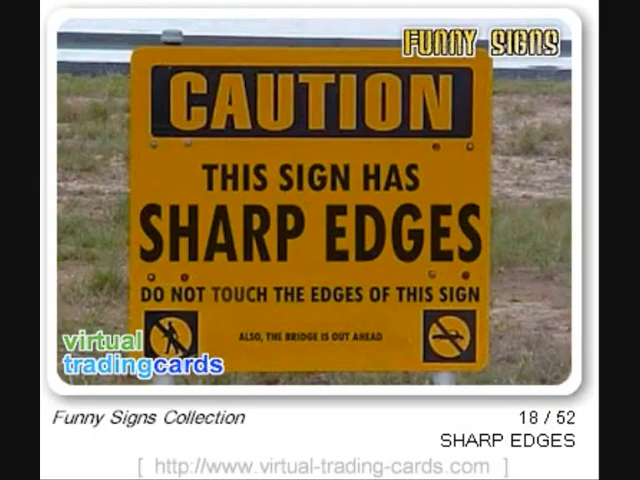 FUNNY SIGNS
CAUTION
THIS SIGN HAS
SHARP EDGES
DO NOT TOUCH THE EDGES OF THIS SIGN
ALSO, THE BRIDGE IS OUT AHEAD
virtual
tradingcards
Funny Signs Collection
18 / 52
SHARP EDGES
[ http://www.virtual-trading-cards.com ]